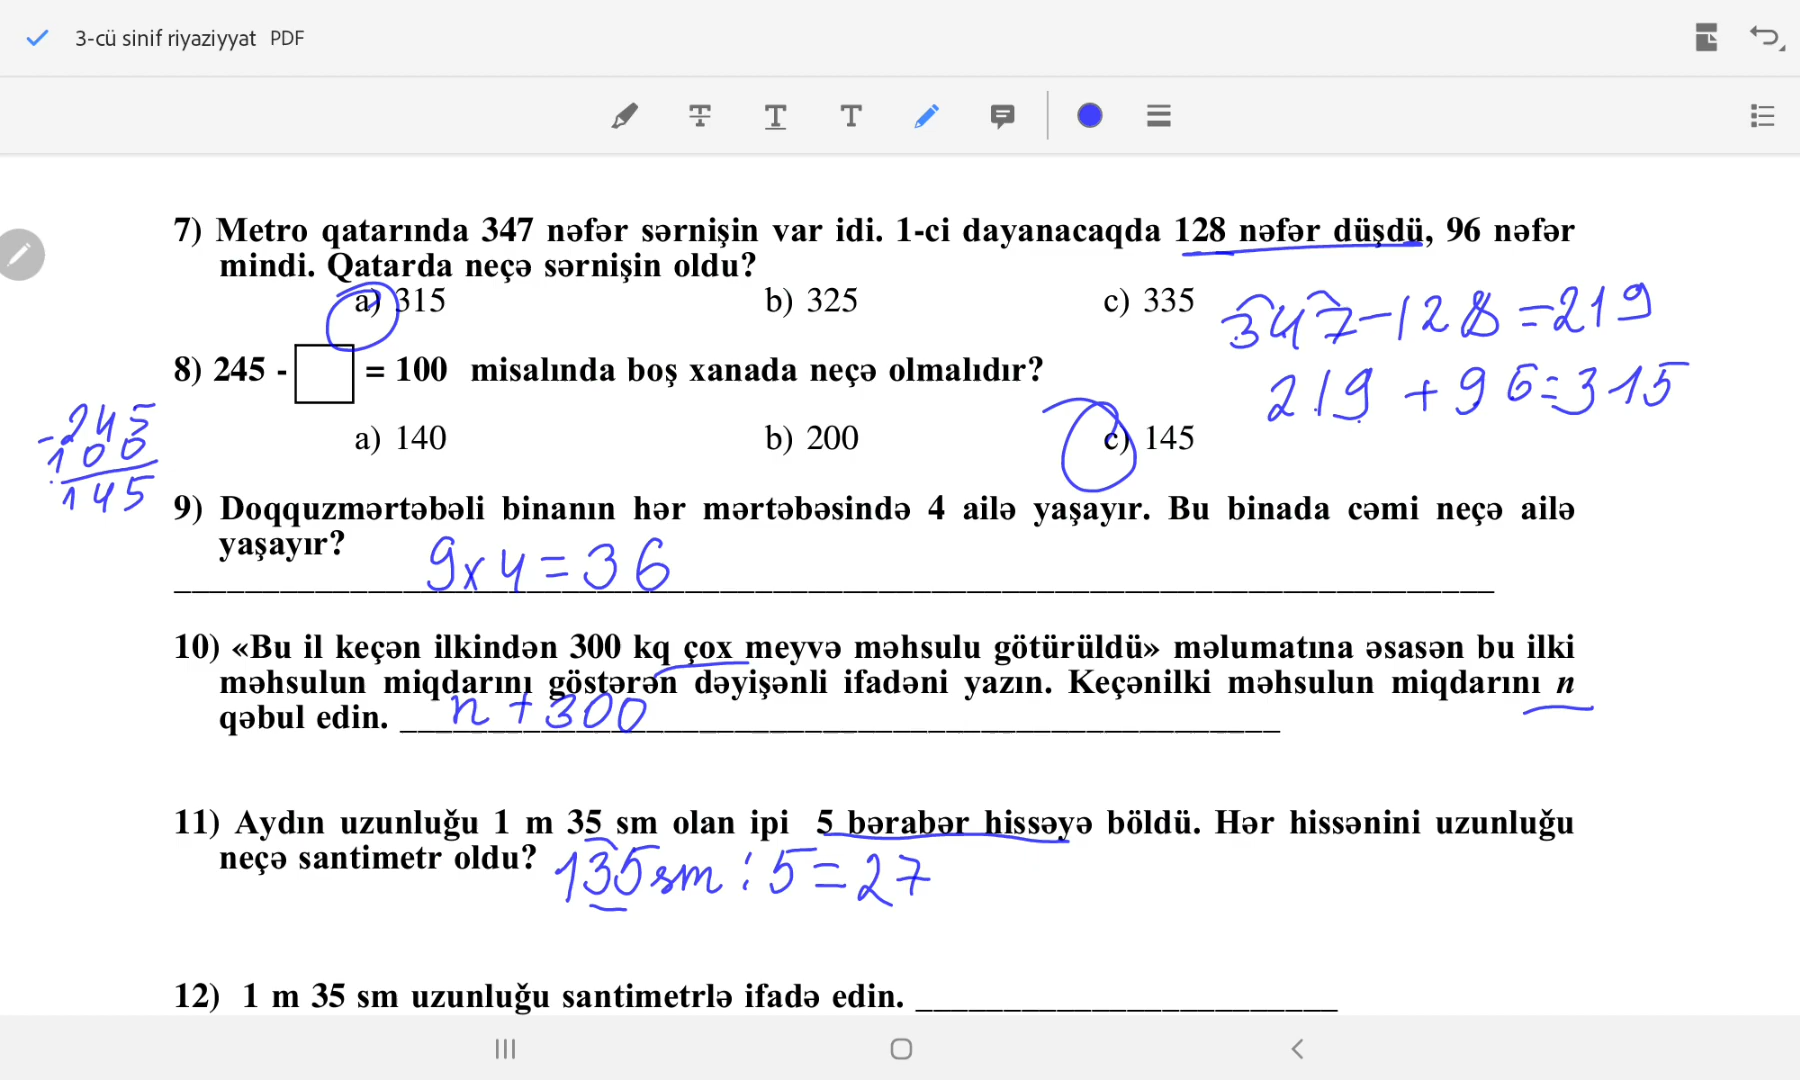 3-cü sinif riyaziyyat PDF
7) Metro qatarında 347 nəfər sərnişin var idi. 1-ci dayanacaqda 128 nəfər düşdü, 96 nəfər
mindi. Qatarda neçə sərnişin oldu?
a) 315 b) 325 c) 335
347-128=219
219+96=315
8) 245 - = 100 misalında boş xanada neçə olmalıdır?
-245
100
145
a) 140 b) 200 c) 145
9) Doqquzmərtəbəli binanın hər mərtəbəsində 4 ailə yaşayır. Bu binada cəmi neçə ailə
yaşayır? 9x4=36
10) «Bu il keçən ilkindən 300 kq çox meyvə məhsulu götürüldü» məlumatına əsasən bu ilki
məhsulun miqdarını göstərən dəyişənli ifadəni yazın. Keçənilki məhsulun miqdarını n
qəbul edin. n+300
11) Aydın uzunluğu 1 m 35 sm olan ipi 5 bərabər hissəyə böldü. Hər hissənini uzunluğu
neçə santimetr oldu? 135sm:5=27
12) 1 m 35 sm uzunluğu santimetrlə ifadə edin.